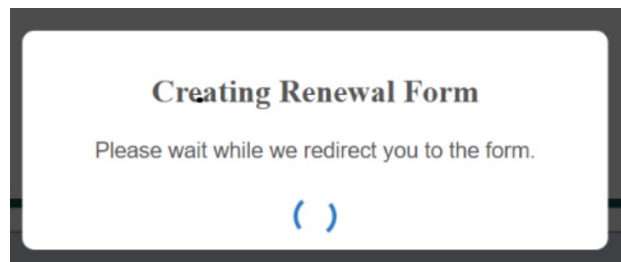 Creating Renewal Form
Please wait while we redirect you to the form.